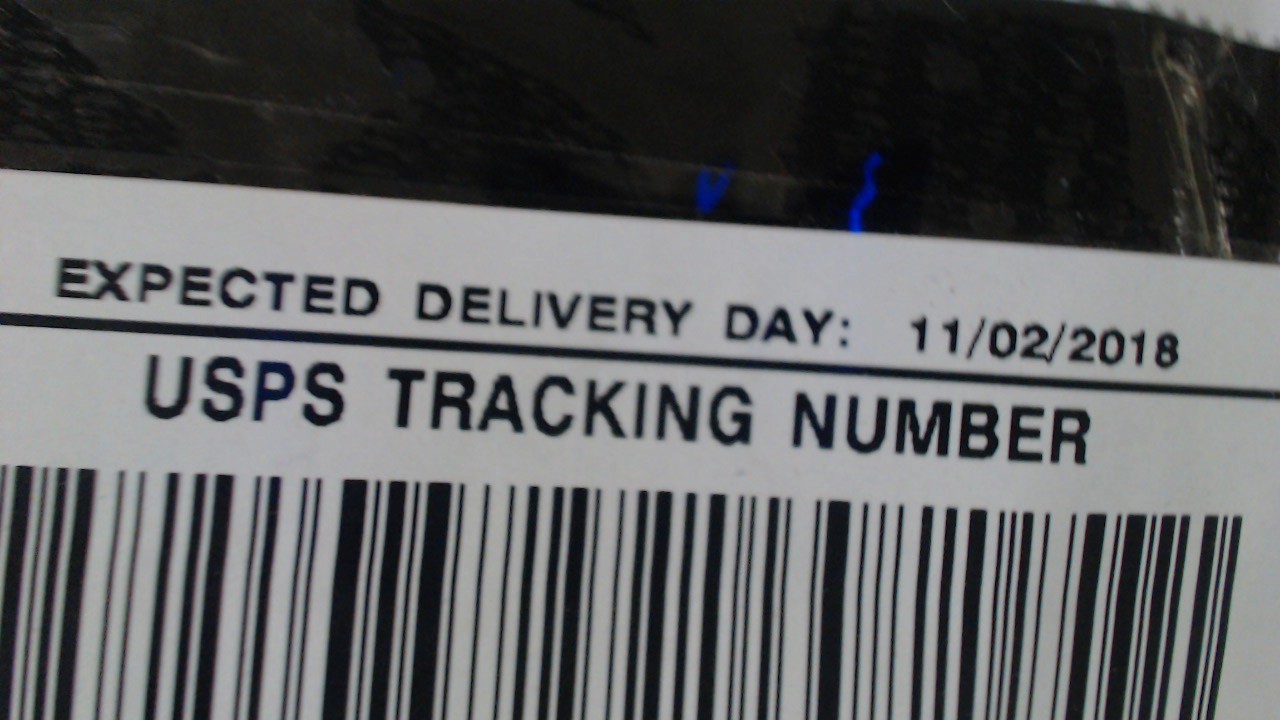 EXPECTED DELIVERY DAY: 11/02/2018
USPS TRACKING NUMBER